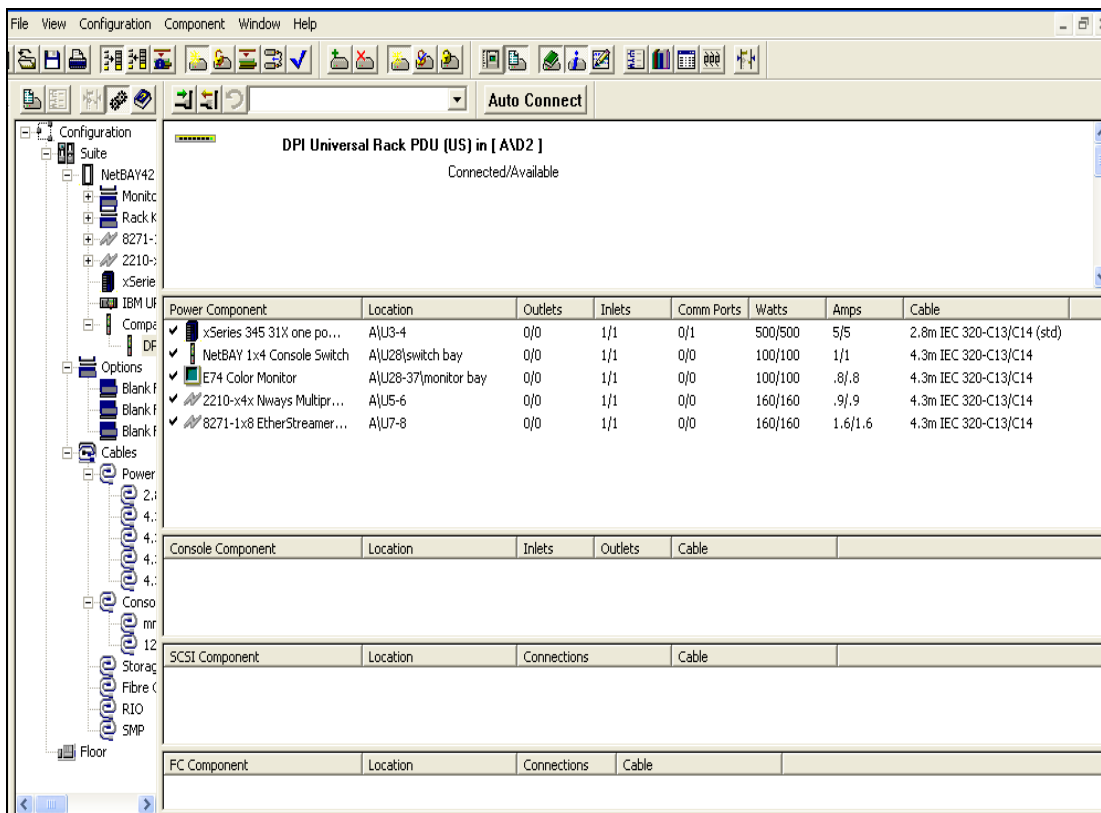 File View Configuration Component Window Help
Auto Connect
Configuration
Suite
NetBAY42
Monitc
Rack K
8271-:
2210-›
xSerie
IBM UF
Compa
DF
Options
Blank F
Blank F
Blank F
Cables
Power
2.8
4.:
4.:
4.:
4.:
Conso
mr
12
Storag
Fibre C
RIO
SMP
Floor
DPI Universal Rack PDU (US) in [ A\D2 ]
Connected/Available
Power Component Location Outlets Inlets Comm Ports Watts Amps Cable
xSeries 345 31X one po... A\U3-4 0/0 1/1 0/1 500/500 5/5 2.8m IEC 320-C13/C14 (std)
NetBAY 1x4 Console Switch A\U28\switch bay 0/0 1/1 0/0 100/100 1/1 4.3m IEC 320-C13/C14
E74 Color Monitor A\U28-37\monitor bay 0/0 1/1 0/0 100/100 .8/.8 4.3m IEC 320-C13/C14
2210-x4x Nways Multipr... A\U5-6 0/0 1/1 0/0 160/160 .9/.9 4.3m IEC 320-C13/C14
8271-1x8 EtherStreamer... A\U7-8 0/0 1/1 0/0 160/160 1.6/1.6 4.3m IEC 320-C13/C14
Console Component Location Inlets Outlets Cable
SCSI Component Location Connections Cable
FC Component Location Connections Cable